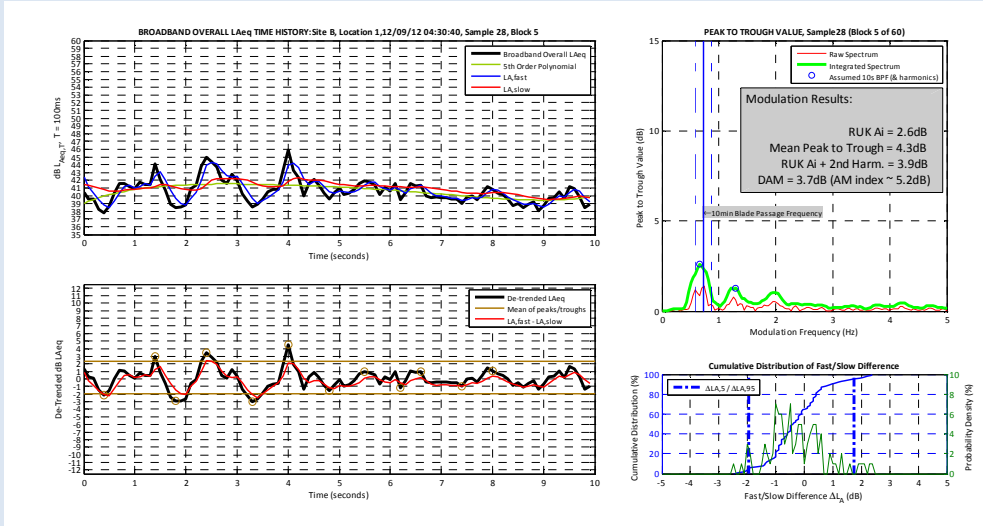 BROADBAND OVERALL LAeq TIME HISTORY:Site B, Location 1,12/09/12 04:30:40, Sample 28, Block 5
60
59
58
57
56
55
54
53
52
51
50
49
48
47
46
45
44
43
42
41
40
39
38
37
36
35
dB LAeq,T, T = 100ms
Broadband Overall LAeq
5th Order Polynomial
LA,fast
LA,slow
0 1 2 3 4 5 6 7 8 9 10
Time (seconds)
12
11
10
9
8
7
6
5
4
3
2
1
0
-1
-2
-3
-4
-5
-6
-7
-8
-9
-10
-11
-12
De-Trended dB LAeq
De-trended LAeq
Mean of peaks/troughs
LA,fast - LA,slow
0 1 2 3 4 5 6 7 8 9 10
Time (seconds)
PEAK TO TROUGH VALUE, Sample28 (Block 5 of 60)
15
10
5
0
Peak to Trough Value (dB)
Raw Spectrum
Integrated Spectrum
Assumed 10s BPF (& harmonics)
Modulation Results:
RUK Ai = 2.6dB
Mean Peak to Trough = 4.3dB
RUK Ai + 2nd Harm. = 3.9dB
DAM = 3.7dB (AM index ~ 5.2dB)
←10min Blade Passage Frequency
0 1 2 3 4 5
Modulation Frequency (Hz)
Cumulative Distribution of Fast/Slow Difference
100
80
60
40
20
0
Cumulative Distribution (%)
ΔLA,5 / ΔLA,95
10
8
6
4
2
0
Probability Density (%)
-5 -4 -3 -2 -1 0 1 2 3 4 5
Fast/Slow Difference ΔLA (dB)